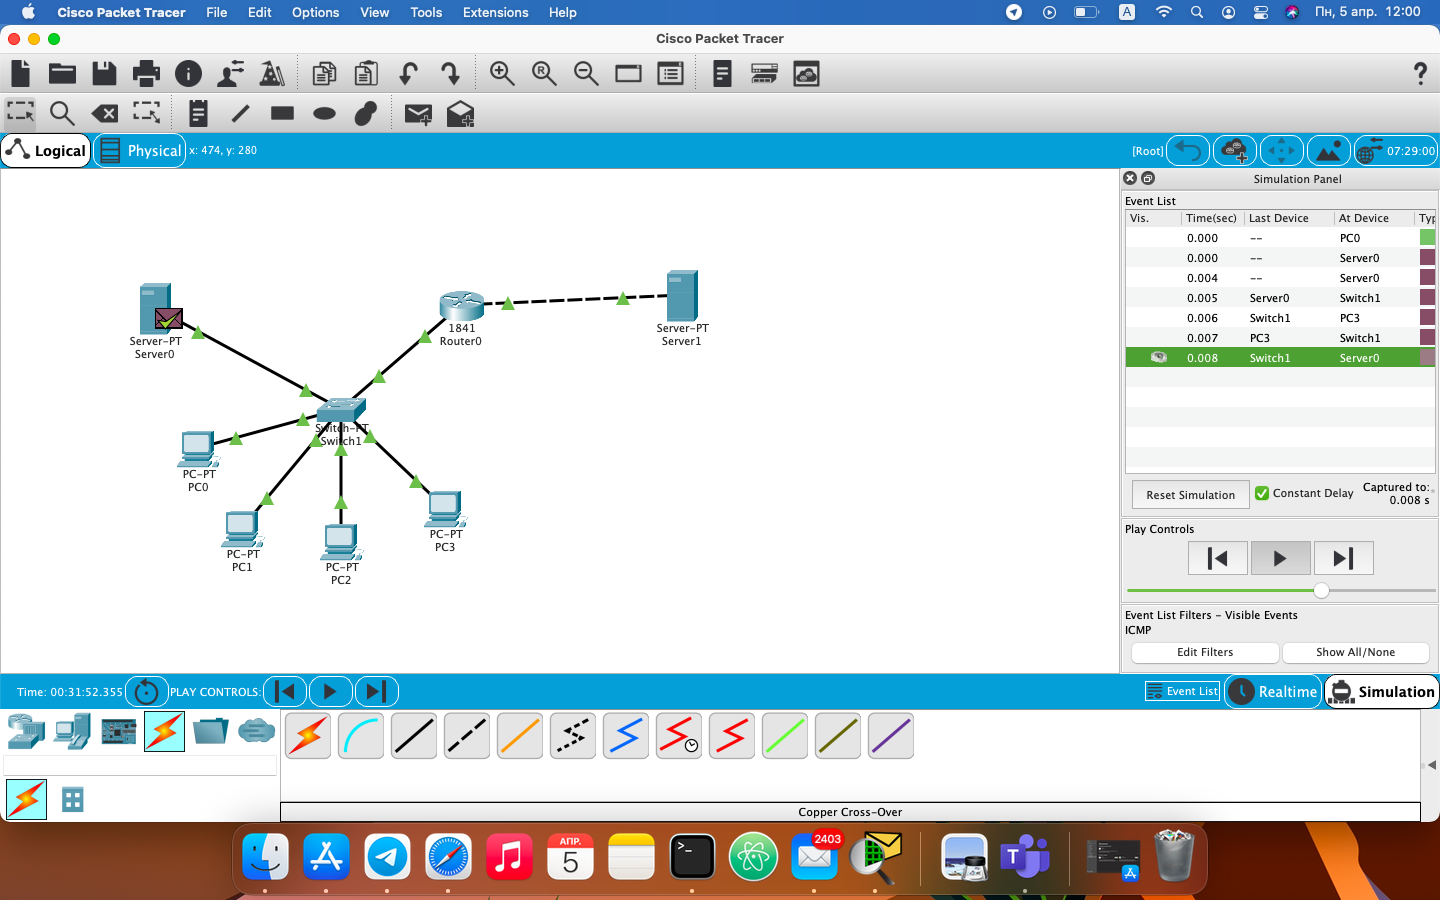 Cisco Packet Tracer File Edit Options View Tools Extensions Help A Пн, 5 апр. 12:00
Cisco Packet Tracer
R
?
Logical Physical x: 474, y: 280 [Root] 07:29:00
Simulation Panel
Event List
Vis. Time(sec) Last Device At Device Typ
0.000 -- PC0
0.000 -- Server0
0.004 -- Server0
0.005 Server0 Switch1
0.006 Switch1 PC3
0.007 PC3 Switch1
0.008 Switch1 Server0
Server-PT
Server0
1841
Router0
Server-PT
Server1
Switch-PT
Switch1
PC-PT
PC0
PC-PT
PC1
PC-PT
PC2
PC-PT
PC3
Reset Simulation Constant Delay Captured to:
0.008 s
Play Controls
Event List Filters - Visible Events
ICMP
Edit Filters Show All/None
Time: 00:31:52.355 PLAY CONTROLS: Event List Realtime Simulation
Copper Cross-Over
АПР.
5
>_
2403
T